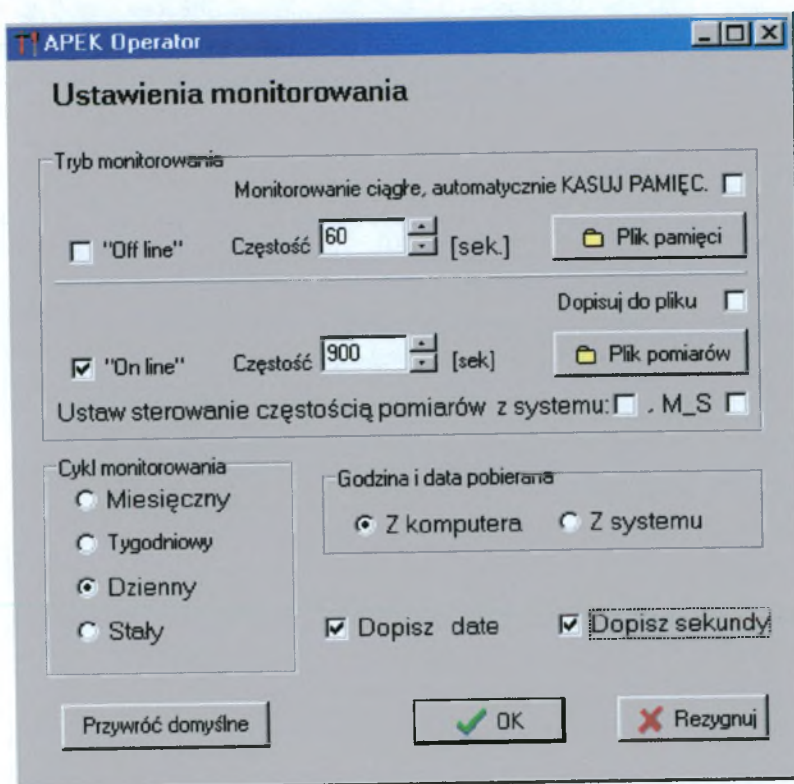 APEK Operator
Ustawienia monitorowania
Tryb monitorowania
Monitorowanie ciągłe, automatycznie KASUJ PAMIĘC.
"Off line" Częstość 60 [sek.] Plik pamięci
Dopisuj do pliku
"On line" Częstość 900 [sek] Plik pomiarów
Ustaw sterowanie częstością pomiarów z systemu: . M_S
Cykl monitorowania
Miesięczny
Tygodniowy
Dzienny
Stały
Godzina i data pobierana
Z komputera Z systemu
Dopisz date Dopisz sekundy
Przywróć domyślne OK Rezygnuj